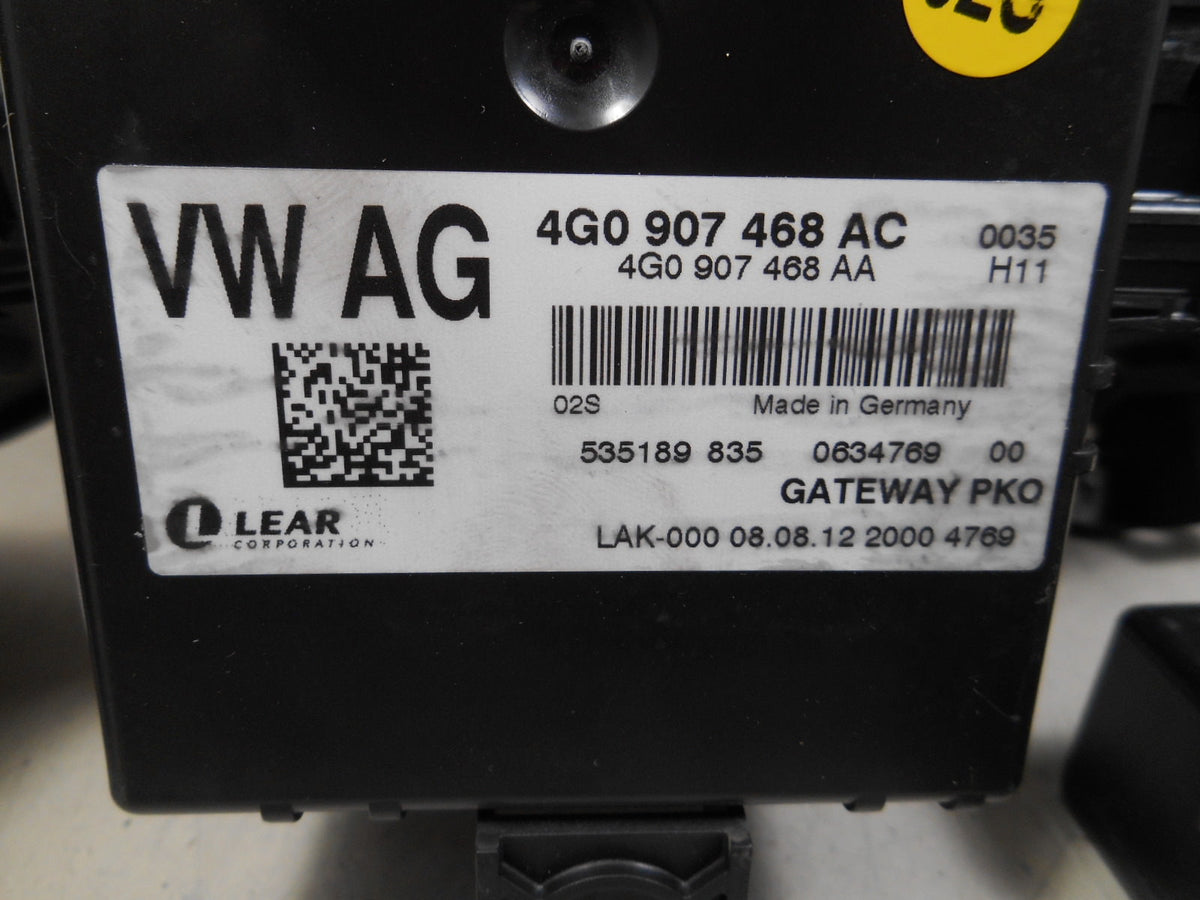 VW AG
4G0 907 468 AC 0035
4G0 907 468 AA H11
02S Made in Germany
535189 835 0634769 00
GATEWAY PKO
LEAR
CORPORATION
LAK-000 08.08.12 2000 4769